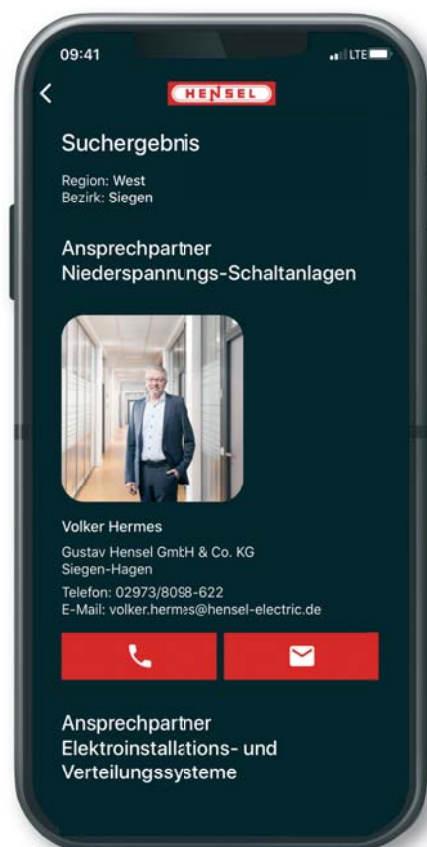 09:41
LTE
HENSEL
Suchergebnis
Region: West
Bezirk: Siegen
Ansprechpartner
Niederspannungs-Schaltanlagen
Volker Hermes
Gustav Hensel GmbH & Co. KG
Siegen-Hagen
Telefon: 02973/8098-622
E-Mail: volker.hermes@hensel-electric.de
Ansprechpartner
Elektroinstallations- und
Verteilungssysteme